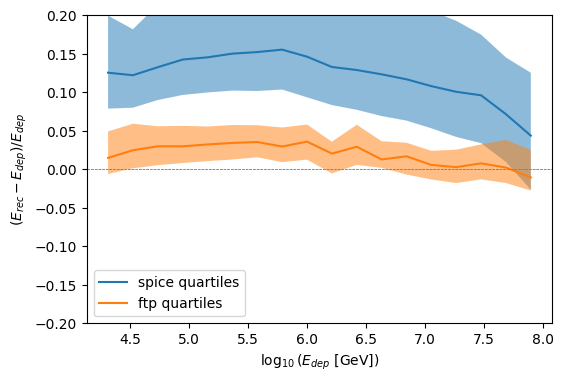 0.20
0.15
0.10
0.05
0.00
−0.05
−0.10
−0.15
−0.20
(E_rec − E_dep))/E_dep
spice quartiles
ftp quartiles
4.5 5.0 5.5 6.0 6.5 7.0 7.5 8.0
log₁₀ (E_dep [GeV])